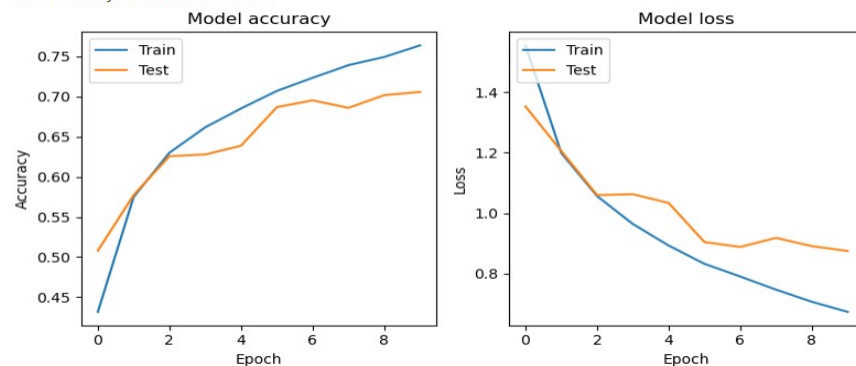 Model accuracy
Train
Test
0.75
0.70
0.65
0.60
0.55
0.50
0.45
Accuracy
0 2 4 6 8
Epoch
Model loss
Train
Test
1.4
1.2
1.0
0.8
Loss
0 2 4 6 8
Epoch